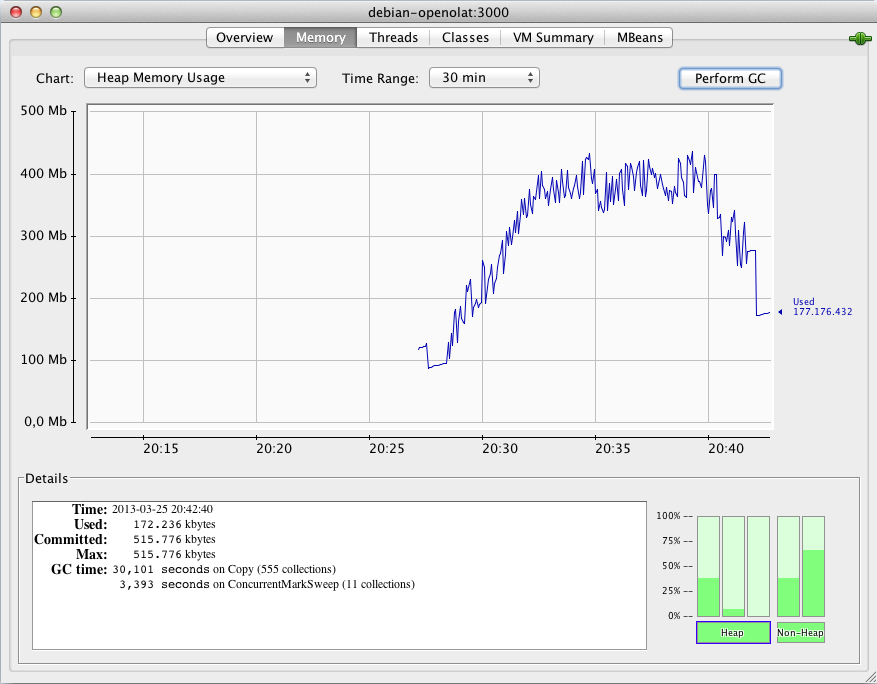 debian-openolat:3000
Overview Memory Threads Classes VM Summary MBeans
Chart: Heap Memory Usage Time Range: 30 min Perform GC
500 Mb
400 Mb
300 Mb
200 Mb
100 Mb
0,0 Mb
Used
177.176.432
20:15 20:20 20:25 20:30 20:35 20:40
Details
Time: 2013-03-25 20:42:40
Used: 172.236 kbytes
Committed: 515.776 kbytes
Max: 515.776 kbytes
GC time: 30,101 seconds on Copy (555 collections)
3,393 seconds on ConcurrentMarkSweep (11 collections)
100% --
75% --
50% --
25% --
0% --
Heap Non-Heap